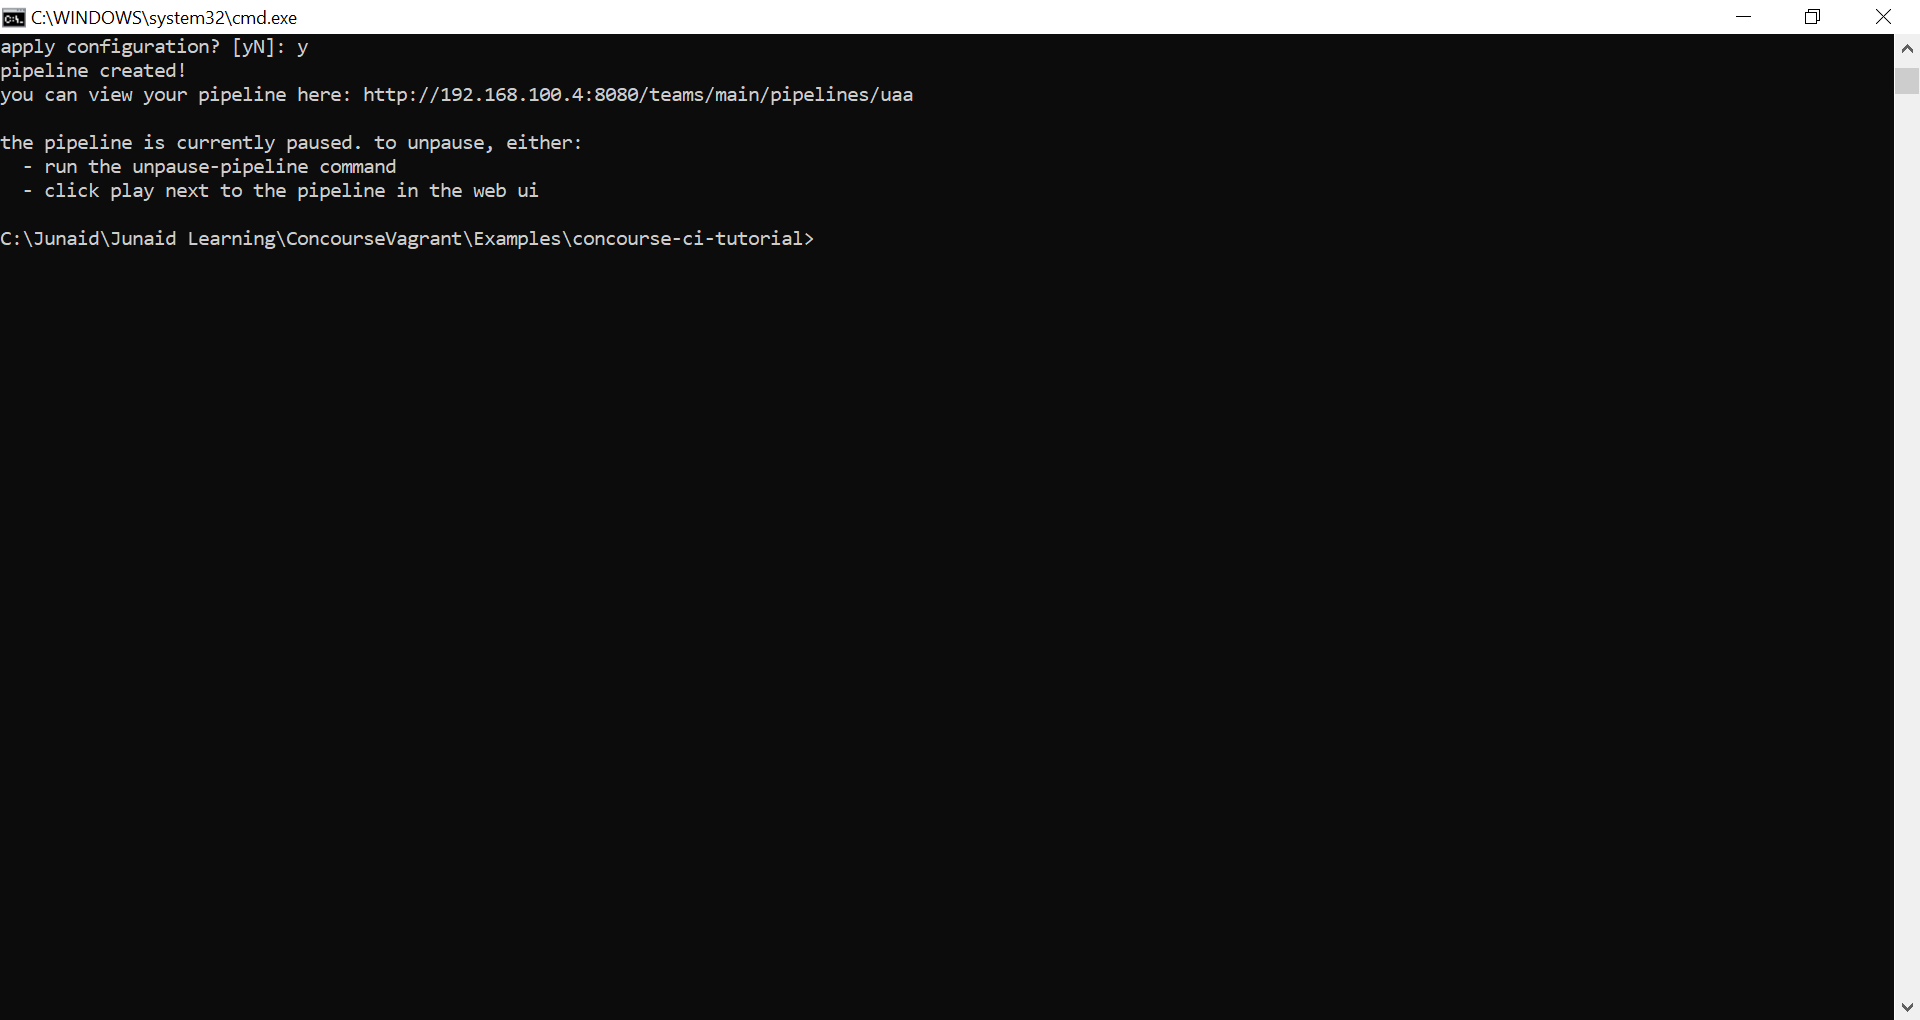 C:\WINDOWS\system32\cmd.exe
apply configuration? [yN]: y
pipeline created!
you can view your pipeline here: http://192.168.100.4:8080/teams/main/pipelines/uaa
the pipeline is currently paused. to unpause, either:
  - run the unpause-pipeline command
  - click play next to the pipeline in the web ui
C:\Junaid\Junaid Learning\ConcourseVagrant\Examples\concourse-ci-tutorial>